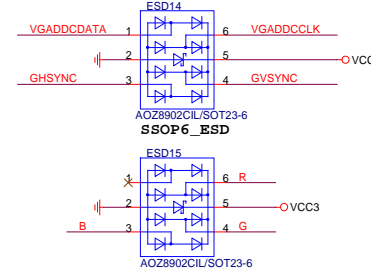 ESD14
VGADDCDATA 1 6 VGADDCCLK
2 5 VCC
GHSYNC 3 4 GVSYNC
AOZ8902CIL/SOT23-6
SSOP6_ESD
ESD15
1 6 R
2 5 VCC3
B 3 4 G
AOZ8902CIL/SOT23-6